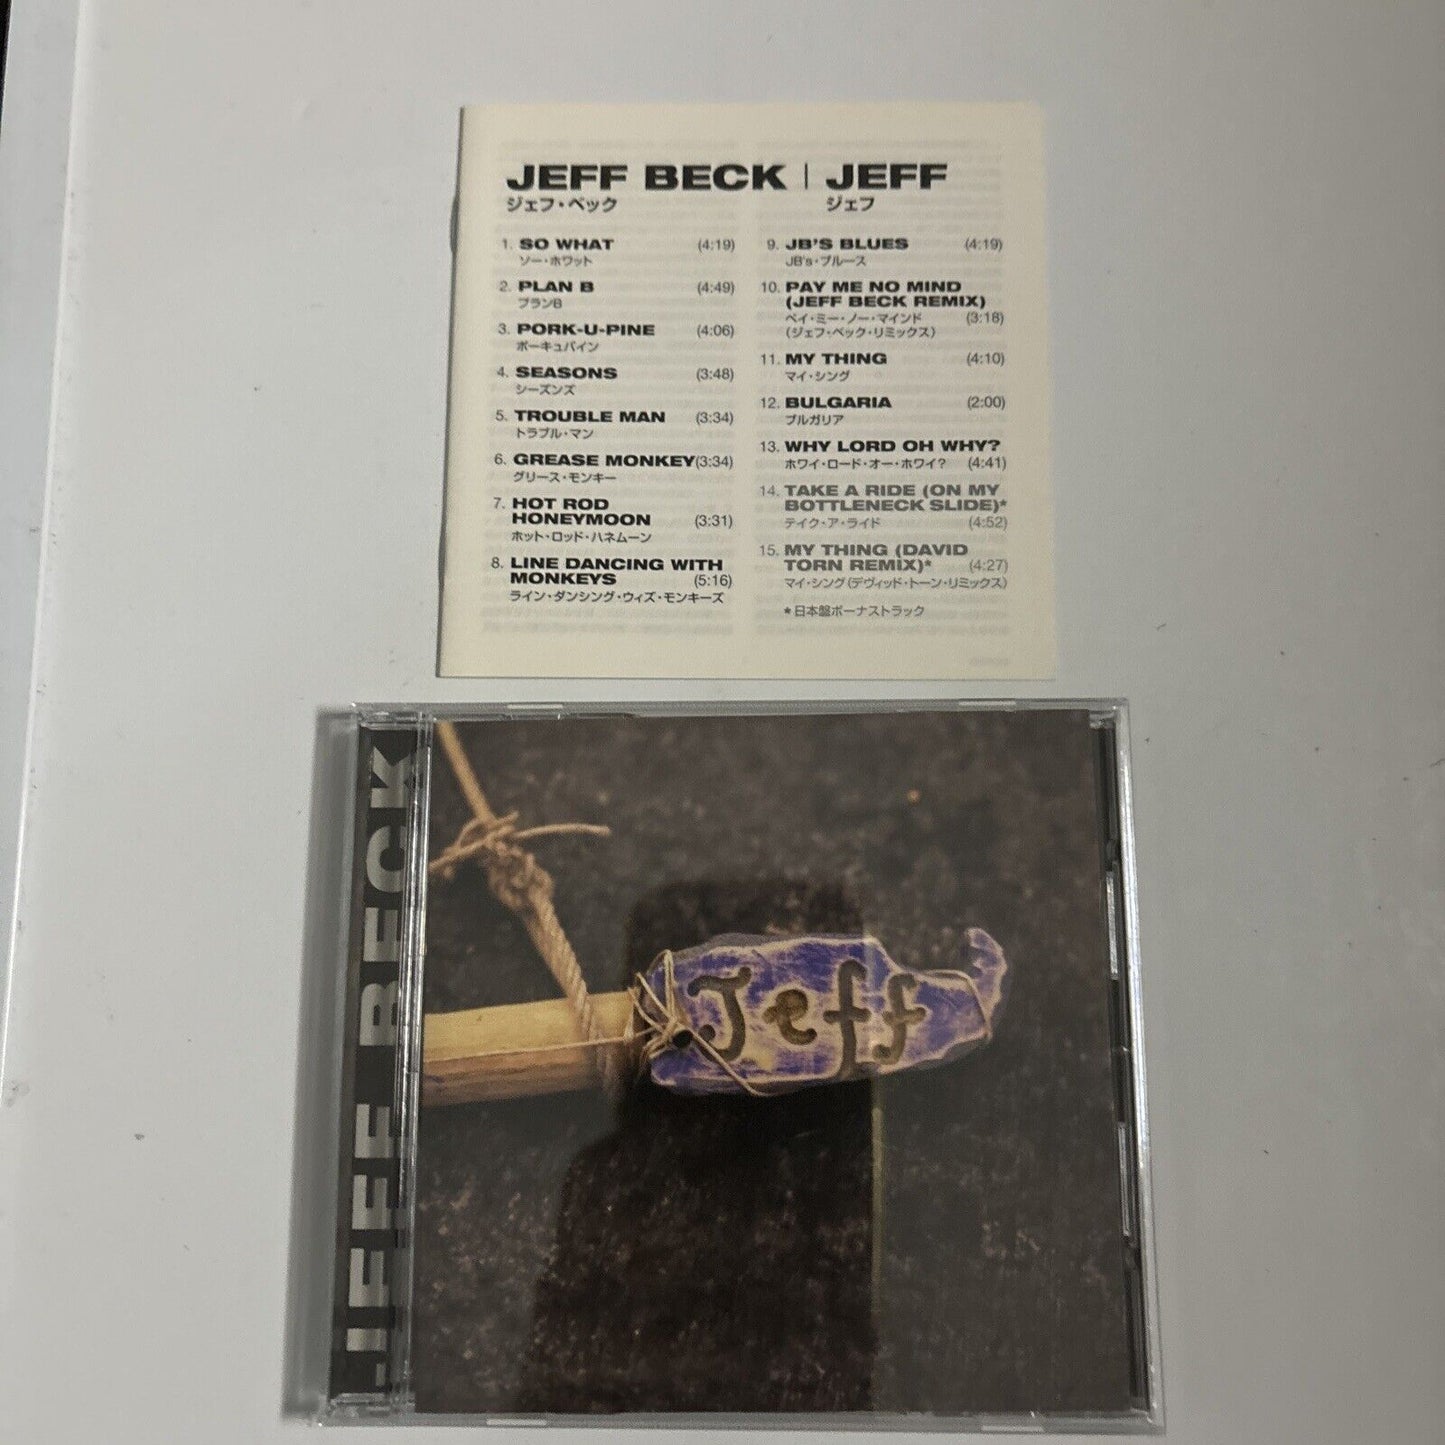 JEFF BECK | JEFF
ジェフ・ベック ジェフ
1. SO WHAT (4:19)
ソー・ホワット
2. PLAN B (4:49)
プランB
3. PORK-U-PINE (4:06)
ポーキュパイン
4. SEASONS (3:48)
シーズンズ
5. TROUBLE MAN (3:34)
トラブル・マン
6. GREASE MONKEY(3:34)
グリース・モンキー
7. HOT ROD
HONEYMOON (3:31)
ホット・ロッド・ハネムーン
8. LINE DANCING WITH
MONKEYS (5:16)
ライン・ダンシング・ウィズ・モンキーズ
9. JB'S BLUES (4:19)
JB's・ブルース
10. PAY ME NO MIND
(JEFF BECK REMIX)
ペイ・ミー・ノー・マインド (3:18)
(ジェフ・ベック・リミックス)
11. MY THING (4:10)
マイ・シング
12. BULGARIA (2:00)
ブルガリア
13. WHY LORD OH WHY?
ホワイ・ロード・オー・ホワイ? (4:41)
14. TAKE A RIDE (ON MY
BOTTLENECK SLIDE)*
テイク・ア・ライド (4:52)
15. MY THING (DAVID
TORN REMIX)* (4:27)
マイ・シング(デヴィッド・トーン・リミックス)
*日本盤ボーナストラック
JEFF BECK
Jeff